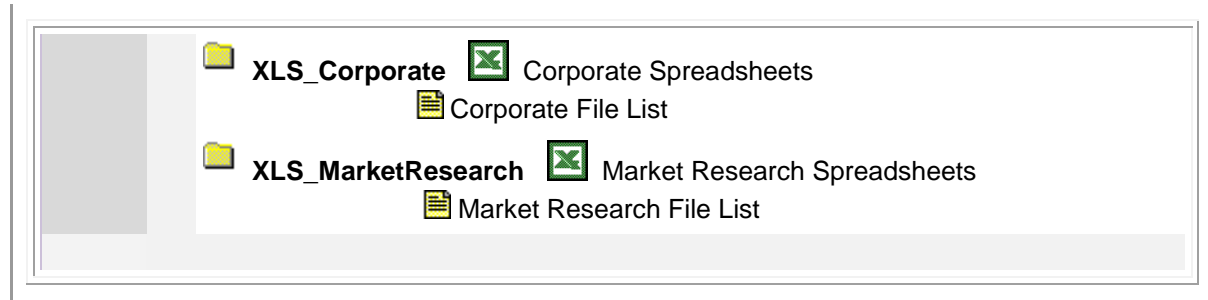 XLS_Corporate Corporate Spreadsheets
Corporate File List
XLS_MarketResearch Market Research Spreadsheets
Market Research File List